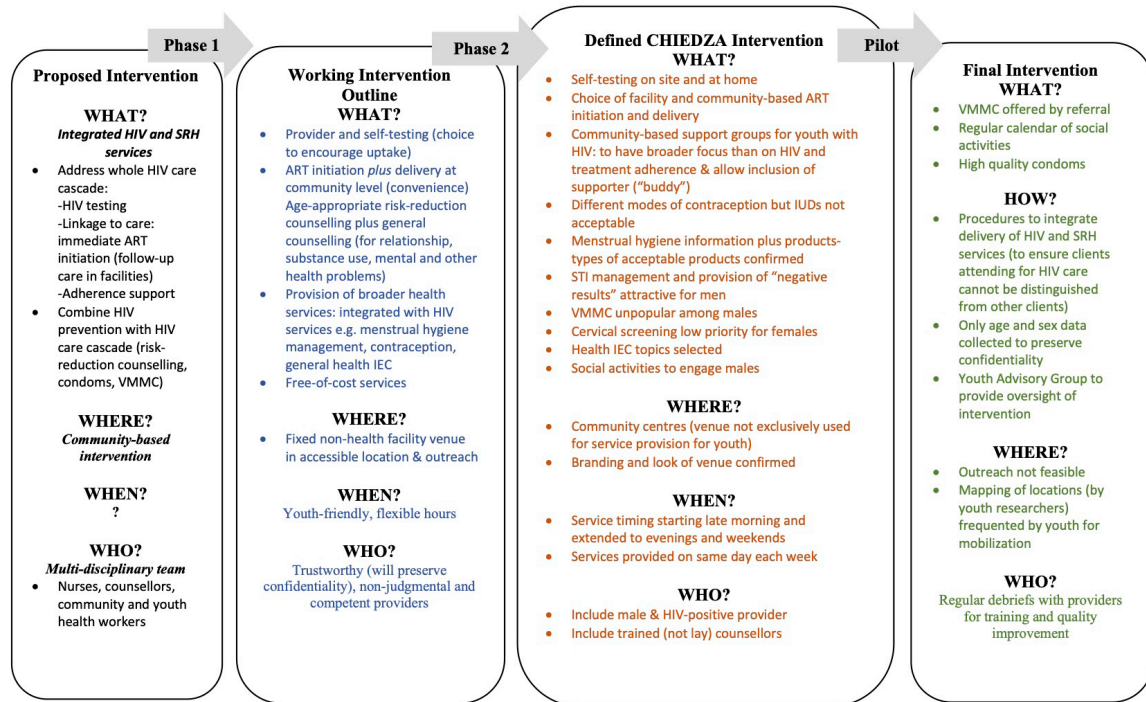 Phase 1
Phase 2
Pilot
Proposed Intervention
WHAT?
Integrated HIV and SRH
services
• Address whole HIV care
cascade:
-HIV testing
-Linkage to care:
immediate ART
initiation (follow-up
care in facilities)
-Adherence support
• Combine HIV
prevention with HIV
care cascade (risk-
reduction counselling,
condoms, VMMC)
WHERE?
Community-based
intervention
WHEN?
?
WHO?
Multi-disciplinary team
• Nurses, counsellors,
community and youth
health workers
Working Intervention
Outline
WHAT?
• Provider and self-testing (choice
to encourage uptake)
• ART initiation plus delivery at
community level (convenience)
Age-appropriate risk-reduction
counselling plus general
counselling (for relationship,
substance use, mental and other
health problems)
• Provision of broader health
services: integrated with HIV
services e.g. menstrual hygiene
management, contraception,
general health IEC
• Free-of-cost services
WHERE?
• Fixed non-health facility venue
in accessible location & outreach
WHEN?
Youth-friendly, flexible hours
WHO?
Trustworthy (will preserve
confidentiality), non-judgmental and
competent providers
Defined CHIEDZA Intervention
WHAT?
• Self-testing on site and at home
• Choice of facility and community-based ART
initiation and delivery
• Community-based support groups for youth with
HIV: to have broader focus than on HIV and
treatment adherence & allow inclusion of
supporter (“buddy”)
• Different modes of contraception but IUDs not
acceptable
• Menstrual hygiene information plus products-
types of acceptable products confirmed
• STI management and provision of “negative
results” attractive for men
• VMMC unpopular among males
• Cervical screening low priority for females
• Health IEC topics selected
• Social activities to engage males
WHERE?
• Community centres (venue not exclusively used
for service provision for youth)
• Branding and look of venue confirmed
WHEN?
• Service timing starting late morning and
extended to evenings and weekends
• Services provided on same day each week
WHO?
• Include male & HIV-positive provider
• Include trained (not lay) counsellors
Final Intervention
WHAT?
• VMMC offered by referral
• Regular calendar of social
activities
• High quality condoms
HOW?
• Procedures to integrate
delivery of HIV and SRH
services (to ensure clients
attending for HIV care
cannot be distinguished
from other clients)
• Only age and sex data
collected to preserve
confidentiality
• Youth Advisory Group to
provide oversight of
intervention
WHERE?
• Outreach not feasible
• Mapping of locations (by
youth researchers)
frequented by youth for
mobilization
WHO?
Regular debriefs with providers
for training and quality
improvement